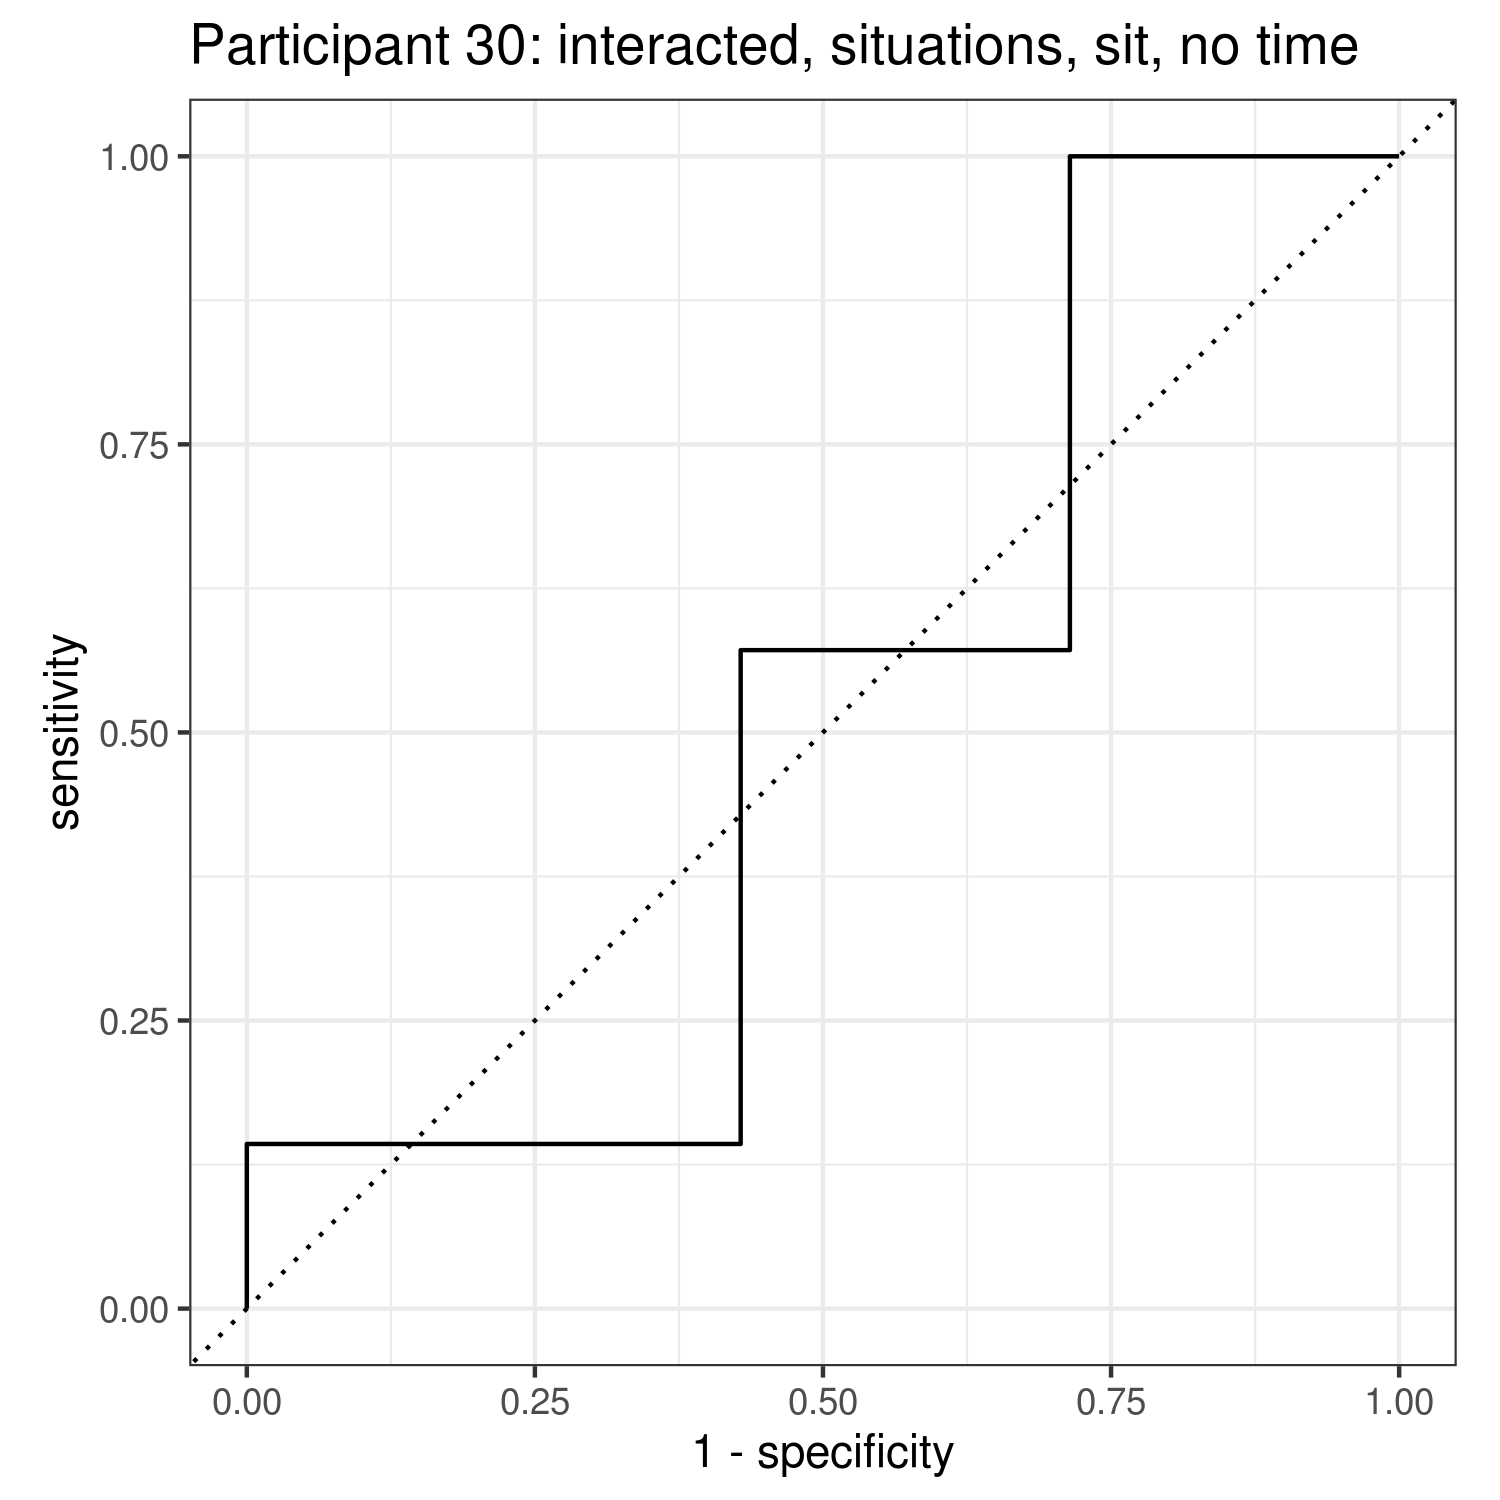 Participant 30: interacted, situations, sit, no time
1.00
0.75
0.50
0.25
0.00
sensitivity
0.00 0.25 0.50 0.75 1.00
1 - specificity